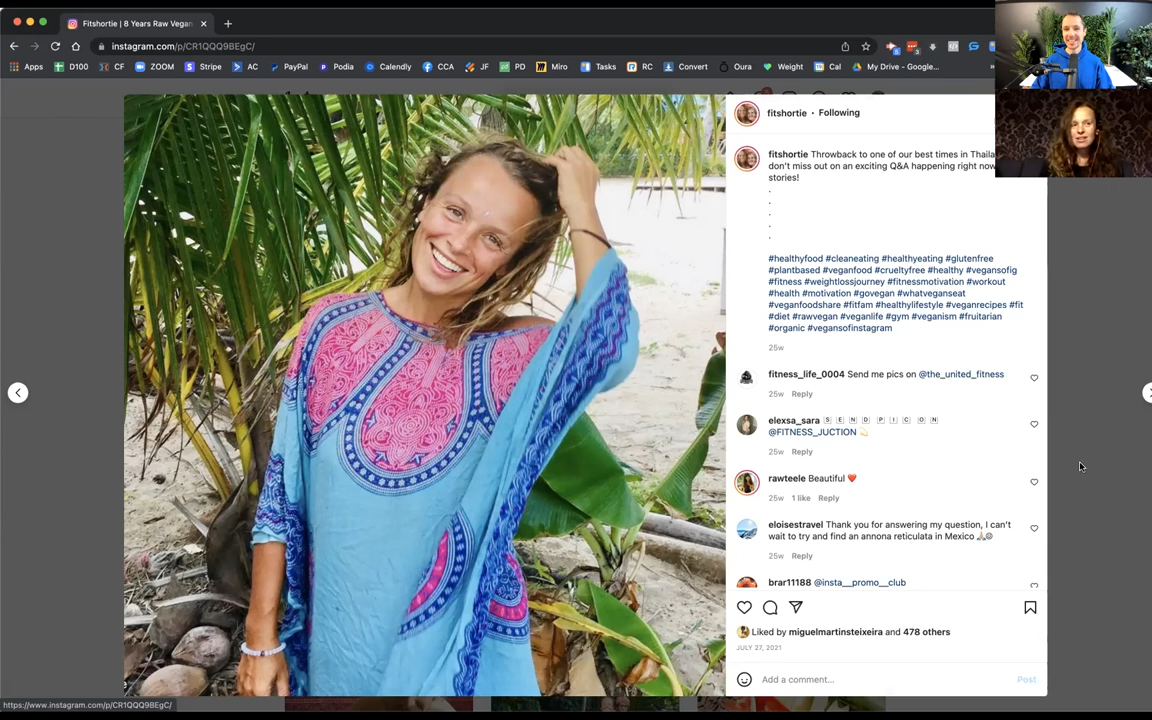 Fitshortie | 8 Years Raw Vegan
instagram.com/p/CR1QQQ9BEgC/
Apps D100 CF ZOOM Stripe AC PayPal Podia Calendly CCA JF PD Miro Tasks RC Convert Oura Weight Cal My Drive - Google...
fitshortie • Following
fitshortie Throwback to one of our best times in
don't miss out on an exciting Q&A happening right now
stories!
.
.
.
.
.
#healthyfood #cleaneating #healthyeating #glutenfree
#plantbased #veganfood #crueltyfree #healthy #vegansofig
#fitness #weightlossjourney #fitnessmotivation #workout
#health #motivation #govegan #whatveganseat
#veganfoodshare #fitfam #healthylifestyle #veganrecipes #fit
#diet #rawvegan #veganlife #gym #veganism #fruitarian
#organic #vegansofinstagram
25w
fitness_life_0004 Send me pics on @the_united_fitness
25w Reply
elexsa_sara S E N D P I C O N
@FITNESS_JUCTION
25w Reply
rawteele Beautiful ❤️
25w 1 like Reply
eloisestravel Thank you for answering my question, I can't
wait to try and find an annona reticulata in Mexico
25w Reply
brar11188 @insta__promo__club
Liked by miguelmartinsteixeira and 478 others
JULY 27, 2021
Add a comment... Post
https://www.instagram.com/p/CR1QQQ9BEgC/